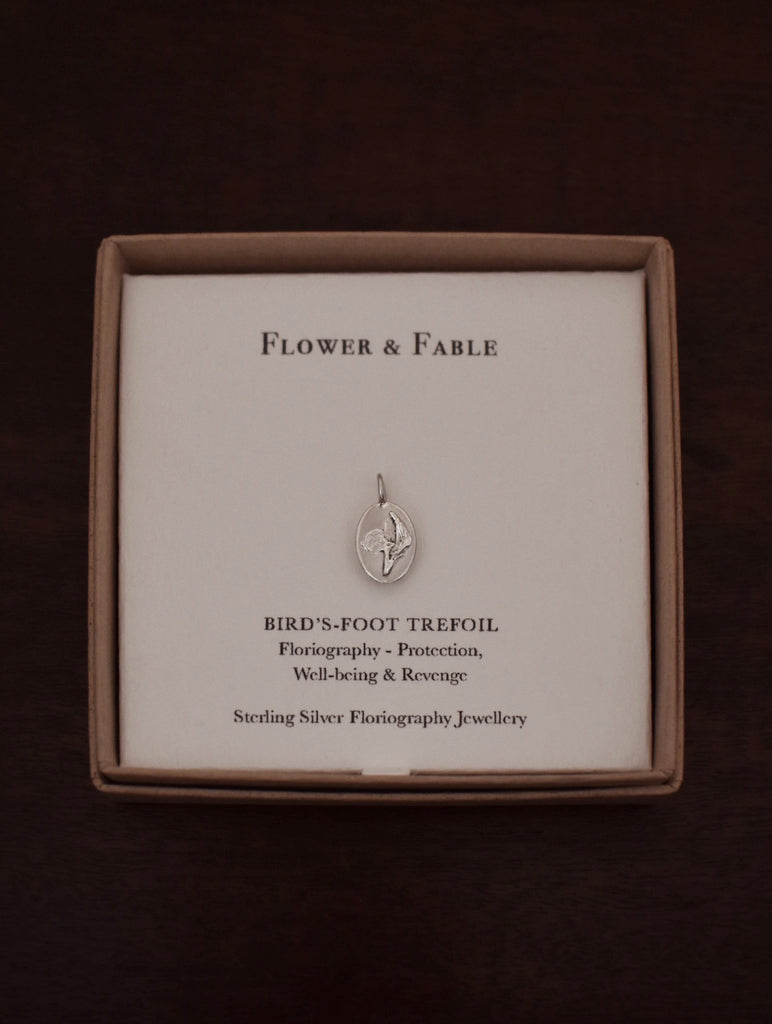 FLOWER & FABLE
BIRD'S-FOOT TREFOIL
Floriography - Protection,
Well-being & Revenge
Sterling Silver Floriography Jewellery